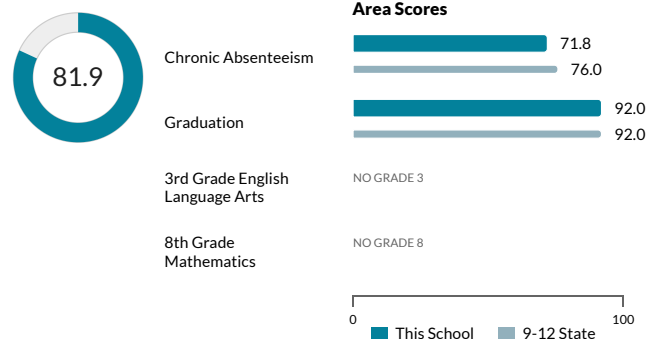 Area Scores
81.9
Chronic Absenteeism
71.8
76.0
Graduation
92.0
92.0
3rd Grade English
Language Arts
NO GRADE 3
8th Grade
Mathematics
NO GRADE 8
0
100
This School
9-12 State